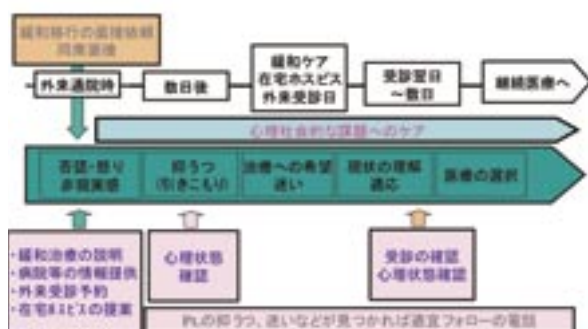 緩和移行の面接依頼
同席面接
外来通院時
数日後
緩和ケア
在宅ホスピス
外来受診日
受診翌日
～数日
継続医療へ
心理社会的な課題へのケア
否認・怒り
非現実感
抑うつ
(引きこもり)
治療への希望
迷い
現状の理解
適応
医療の選択
・緩和治療の説明
・病院等の情報提供
・外来受診予約
・在宅ホスピスの提案
心理状態
確認
受診の確認
心理状態確認
の抑うつ、迷いなどが見つかれば適宜フォローの電話